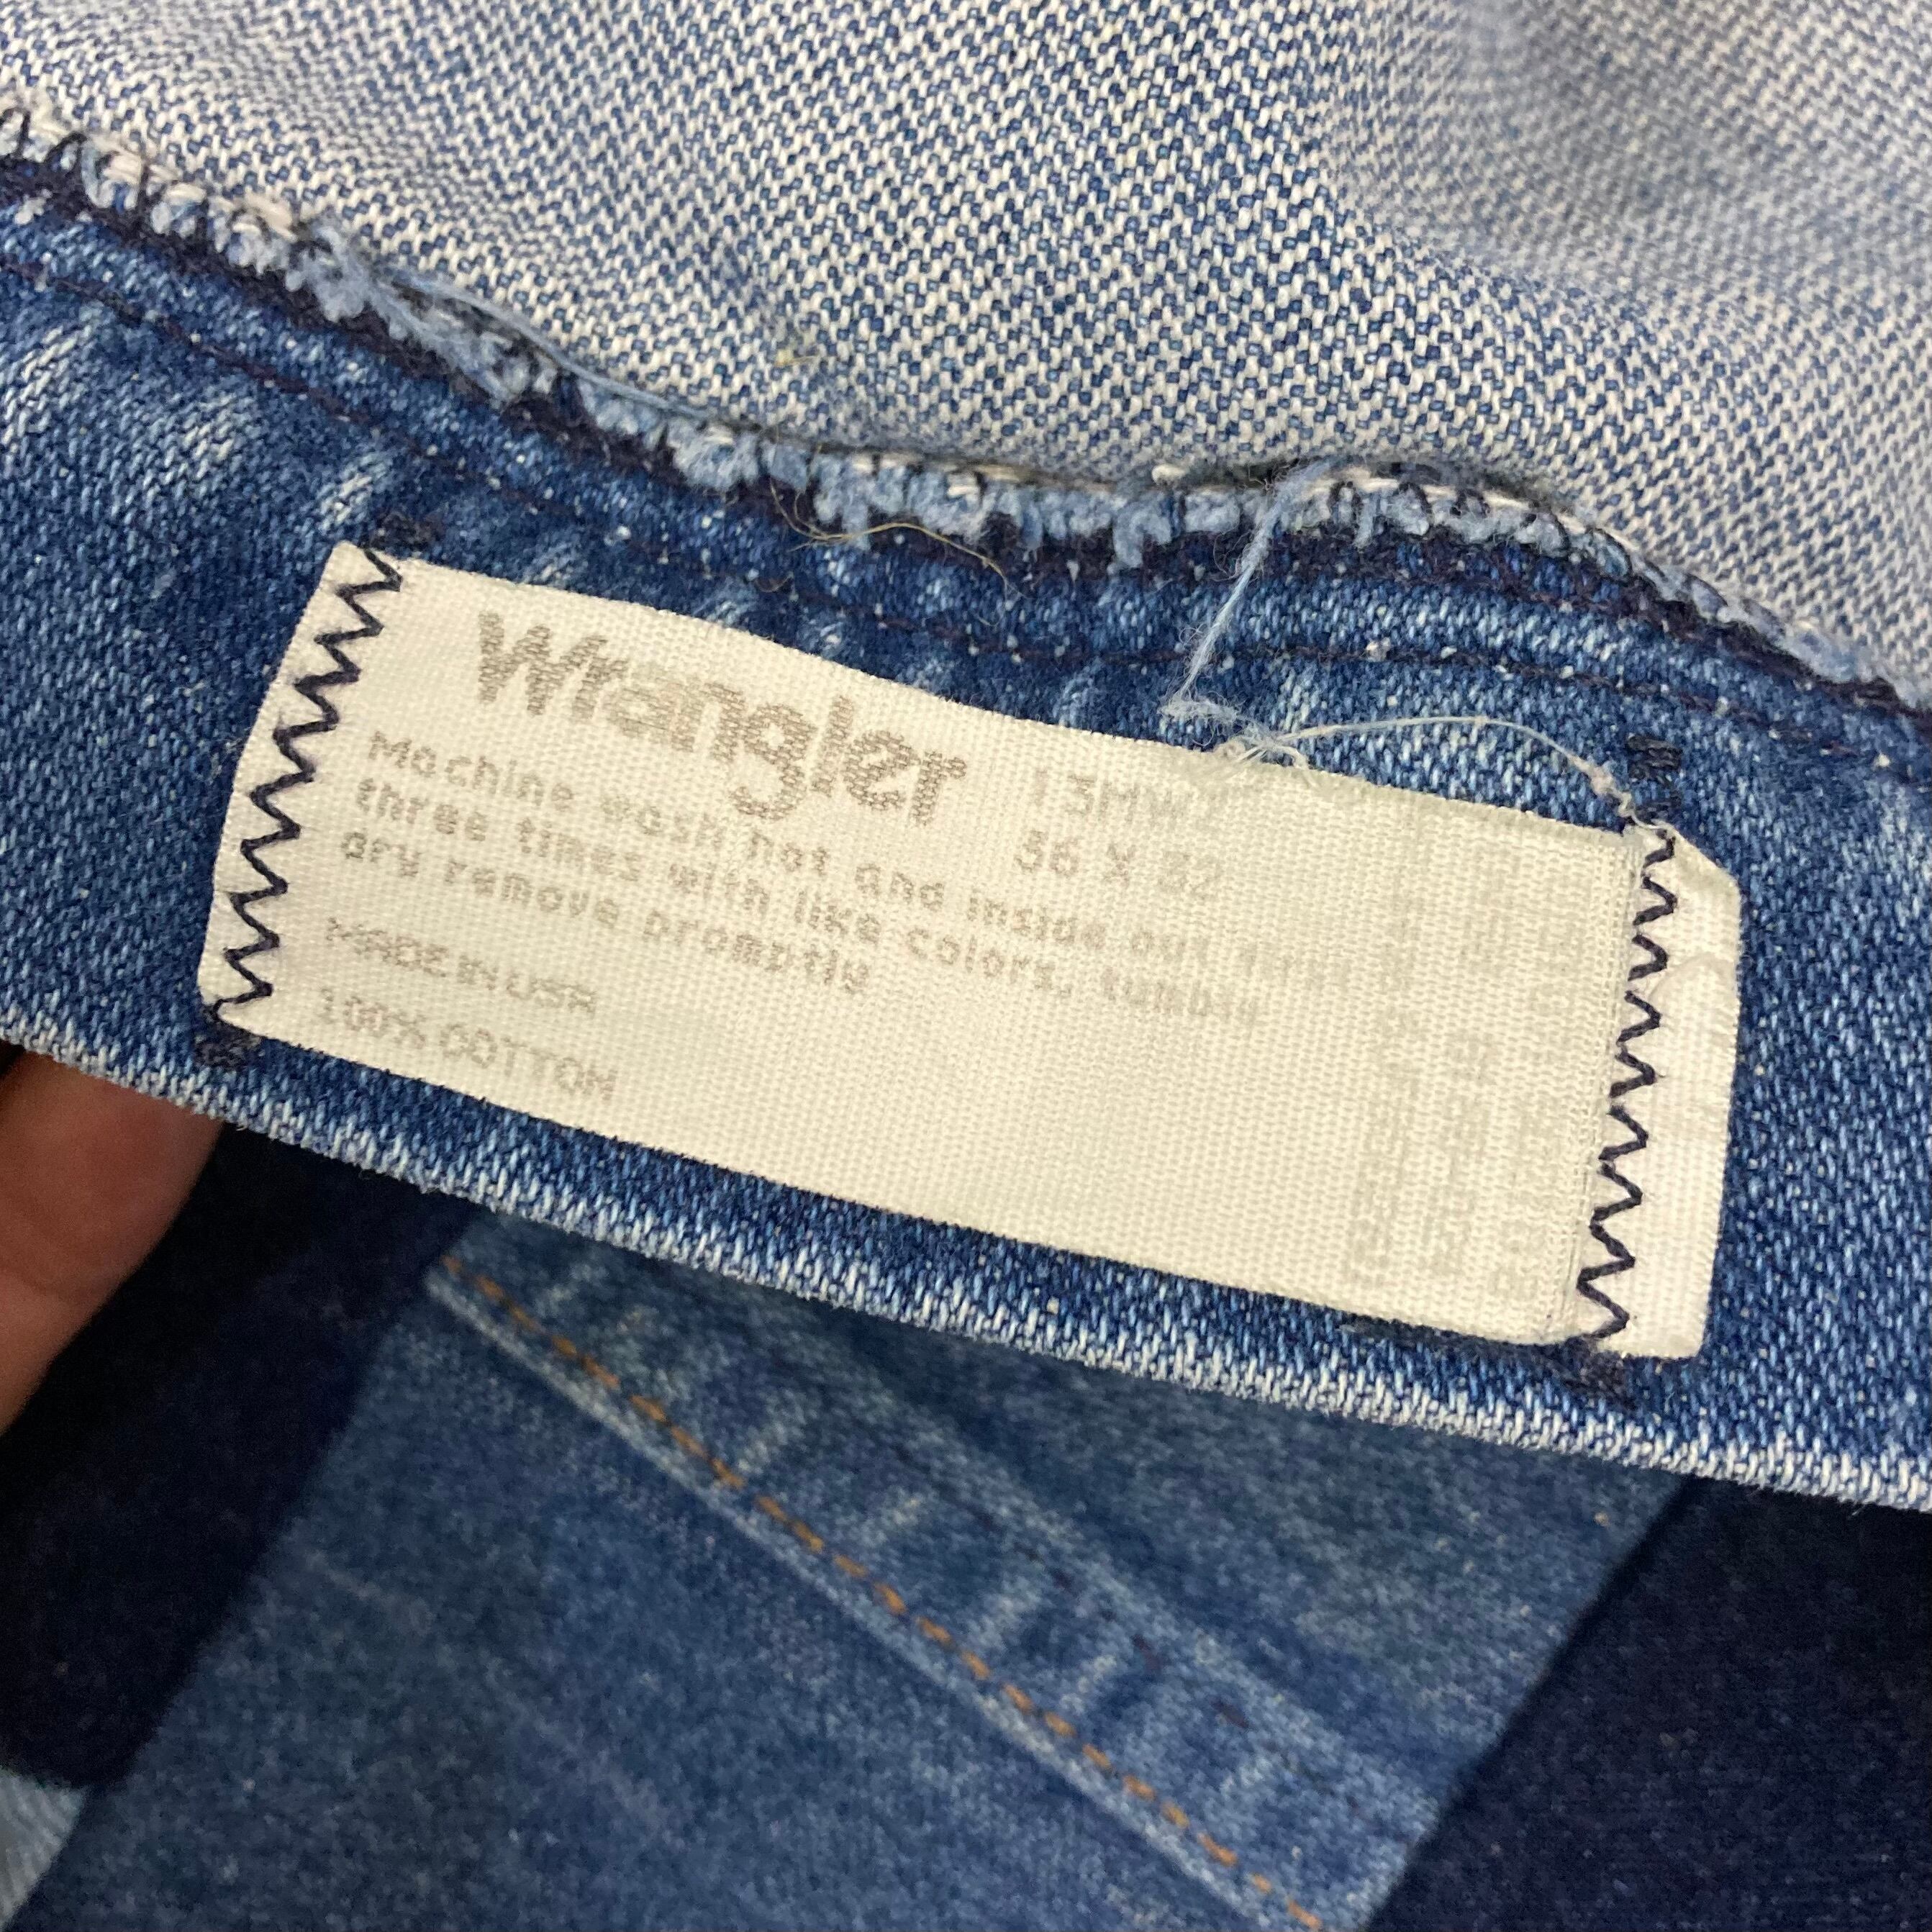 Wrangler 13MWZ
36 X 32
Machine wash hot and inside out first
three times with like colors, tumble
dry remove promptly
MADE IN USA
100% COTTON